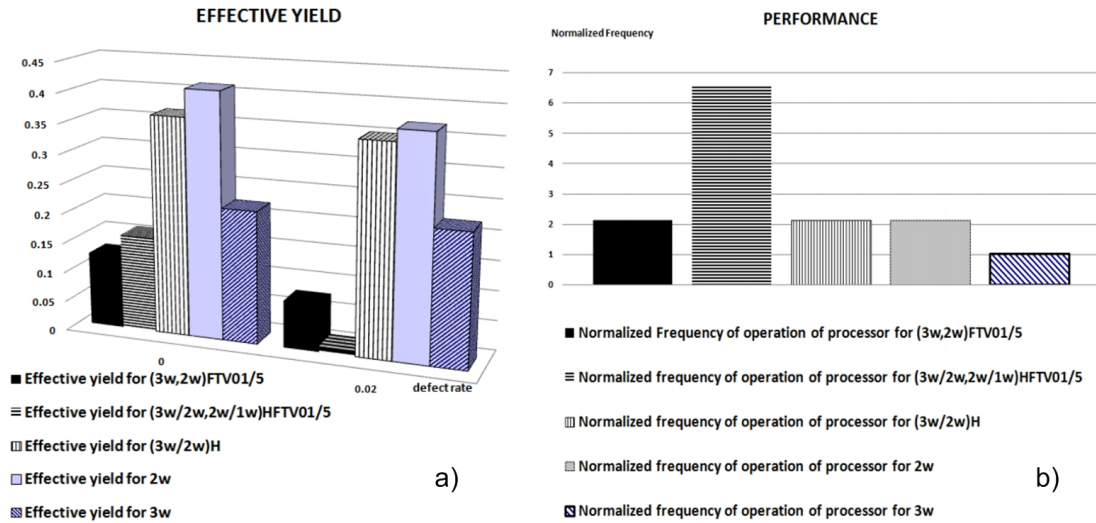 EFFECTIVE YIELD
0.45
0.4
0.35
0.3
0.25
0.2
0.15
0.1
0.05
0
0
0.02
defect rate
Effective yield for (3w,2w)FTV01/5
Effective yield for (3w/2w,2w/1w)HFTV01/5
Effective yield for (3w/2w)H
Effective yield for 2w
Effective yield for 3w
a)
PERFORMANCE
Normalized Frequency
7
6
5
4
3
2
1
0
Normalized Frequency of operation of processor for (3w,2w)FTV01/5
Normalized frequency of operation of processor for (3w/2w,2w/1w)HFTV01/5
Normalized frequency of operation of processor for (3w/2w)H
Normalized frequency of operation of processor for 2w
Normalized frequency of operation of processor for 3w
b)